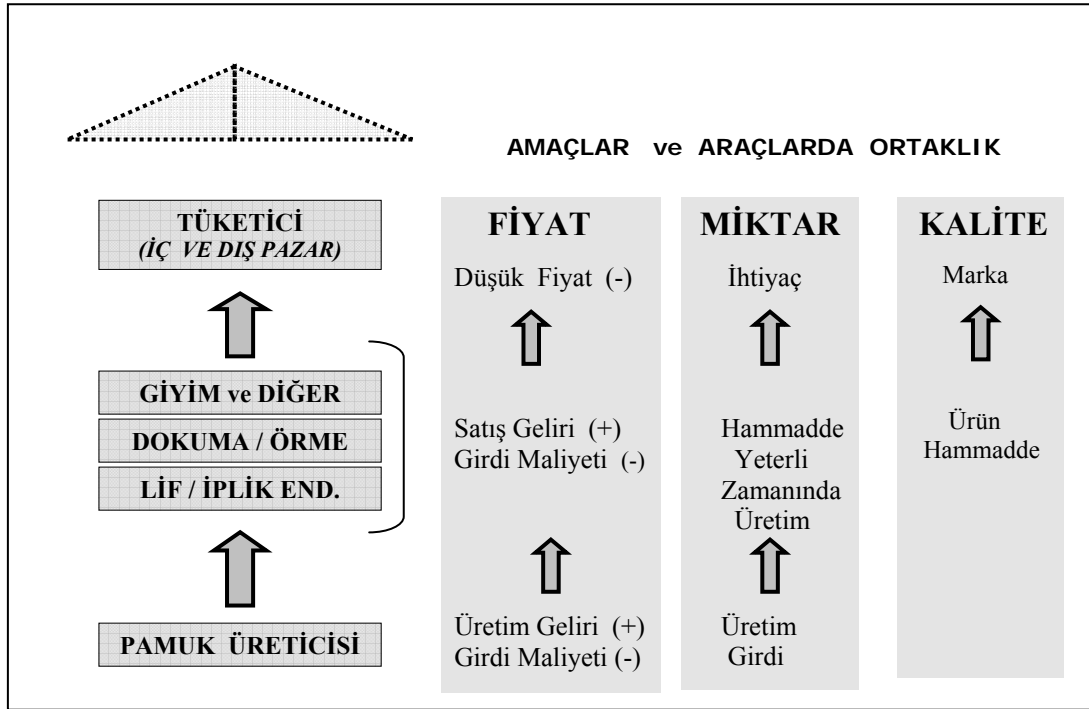 AMAÇLAR ve ARAÇLARDA ORTAKLIK
TÜKETİCİ
(İÇ VE DIŞ PAZAR)
GİYİM ve DİĞER
DOKUMA / ÖRME
LİF / İPLİK END.
PAMUK ÜRETİCİSİ
FİYAT
Düşük Fiyat (-)
Satış Geliri (+)
Girdi Maliyeti (-)
Üretim Geliri (+)
Girdi Maliyeti (-)
MİKTAR
İhtiyaç
Hammadde
Yeterli
Zamanında
Üretim
Üretim
Girdi
KALİTE
Marka
Ürün
Hammadde